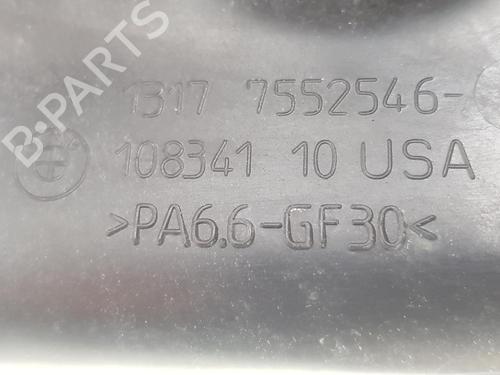 B-PARTS
1317 7552546-
108341 10 USA
>PA6.6-GF30<